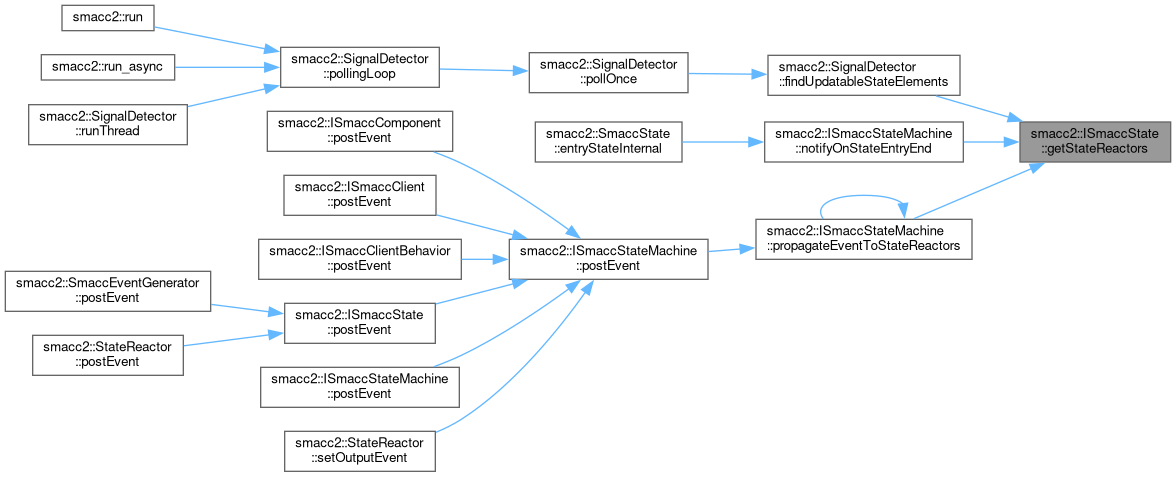 smacc2::run
smacc2::run_async
smacc2::SignalDetector
::runThread
smacc2::SignalDetector
::pollingLoop
smacc2::SignalDetector
::pollOnce
smacc2::SignalDetector
::findUpdatableStateElements
smacc2::ISmaccComponent
::postEvent
smacc2::SmaccState
::entryStateInternal
smacc2::ISmaccStateMachine
::notifyOnStateEntryEnd
smacc2::ISmaccState
::getStateReactors
smacc2::ISmaccClient
::postEvent
smacc2::ISmaccClientBehavior
::postEvent
smacc2::ISmaccStateMachine
::postEvent
smacc2::ISmaccStateMachine
::propagateEventToStateReactors
smacc2::SmaccEventGenerator
::postEvent
smacc2::StateReactor
::postEvent
smacc2::ISmaccState
::postEvent
smacc2::ISmaccStateMachine
::postEvent
smacc2::StateReactor
::setOutputEvent